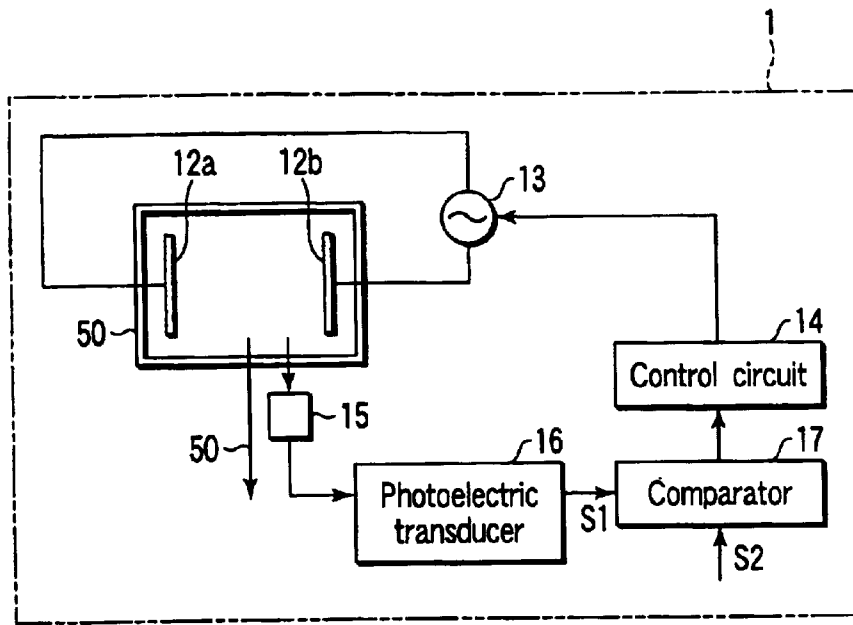 1
12a
12b
13
50
14
Control circuit
15
50
16
17
Photoelectric
transducer
S1
Comparator
S2